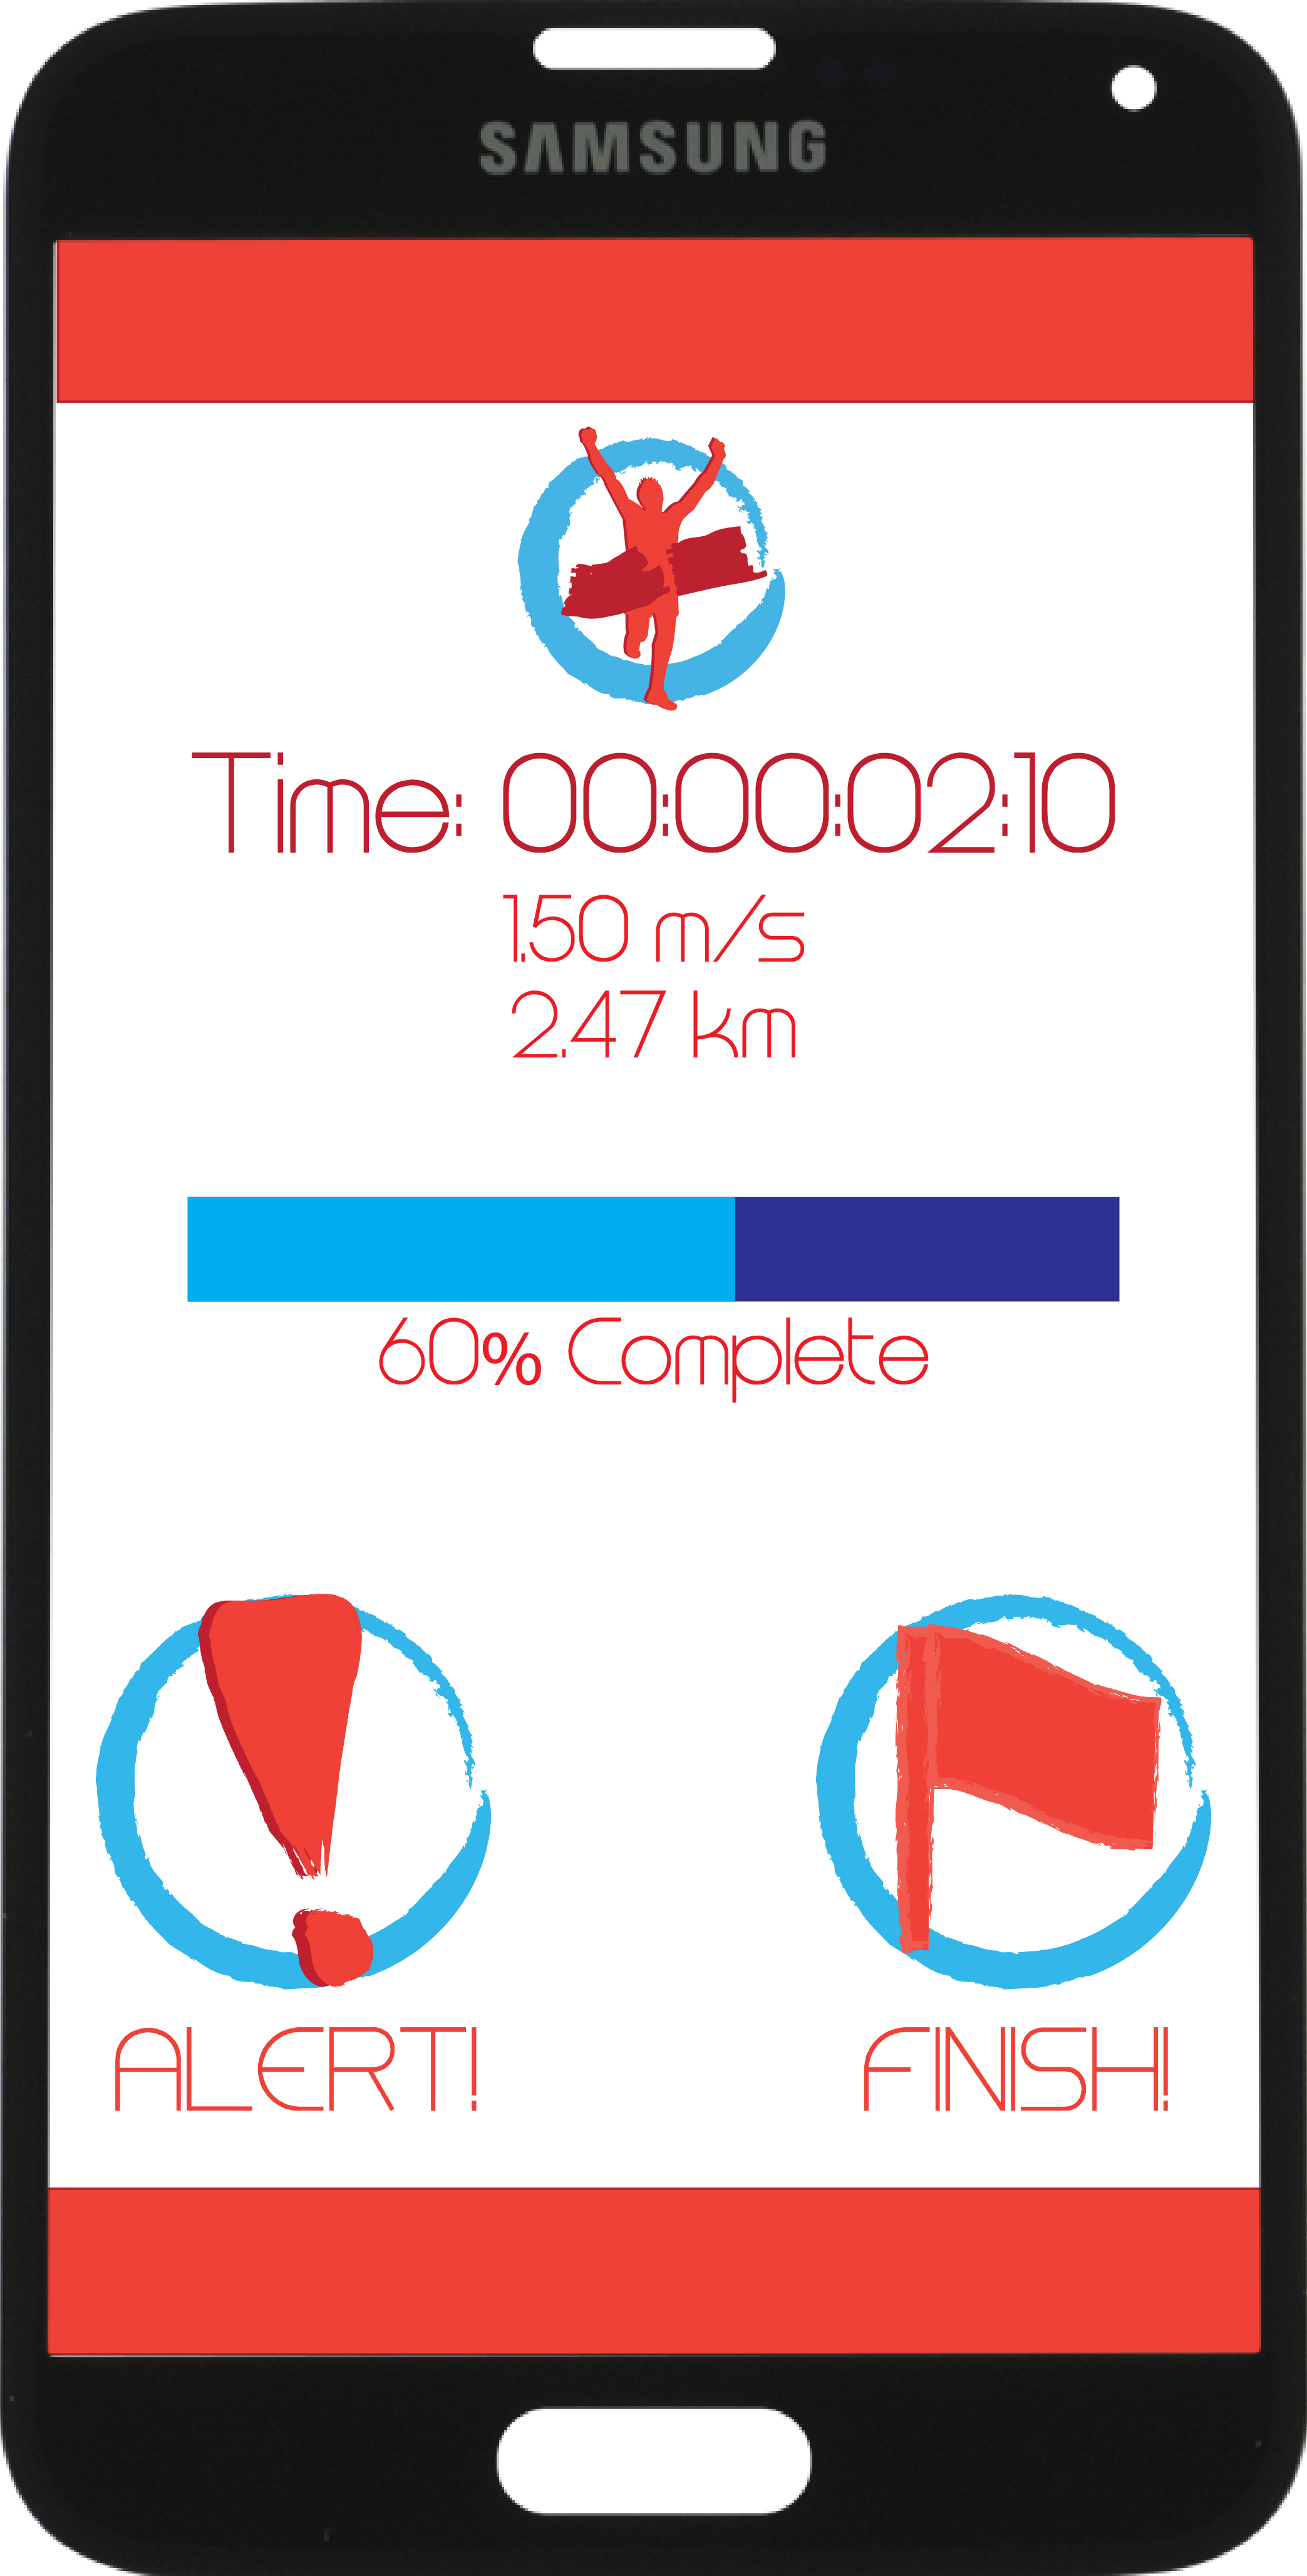 SAMSUNG
Time: 00:00:02:10
1.50 m/s
2.47 km
60% Complete
ALERT!
FINISH!